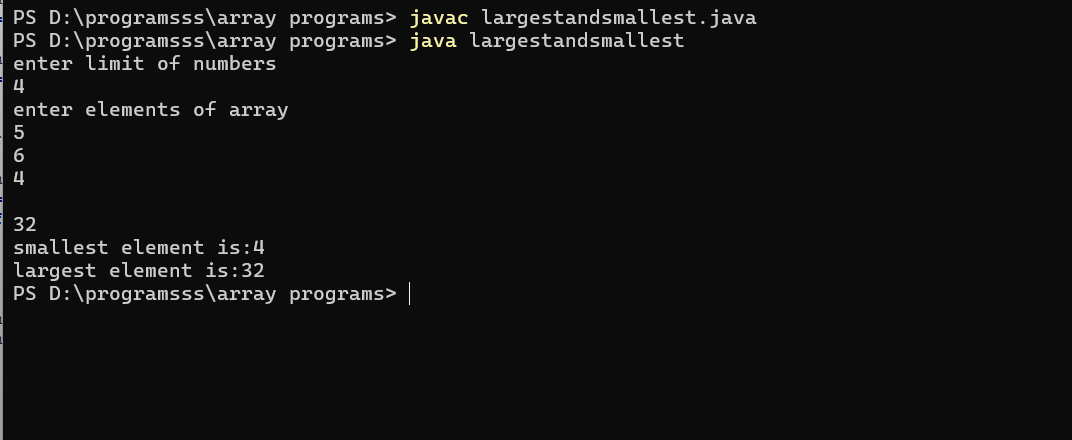 PS D:\programsss\array programs> javac largestandsmallest.java
PS D:\programsss\array programs> java largestandsmallest
enter limit of numbers
4
enter elements of array
5
6
4
32
smallest element is:4
largest element is:32
PS D:\programsss\array programs>